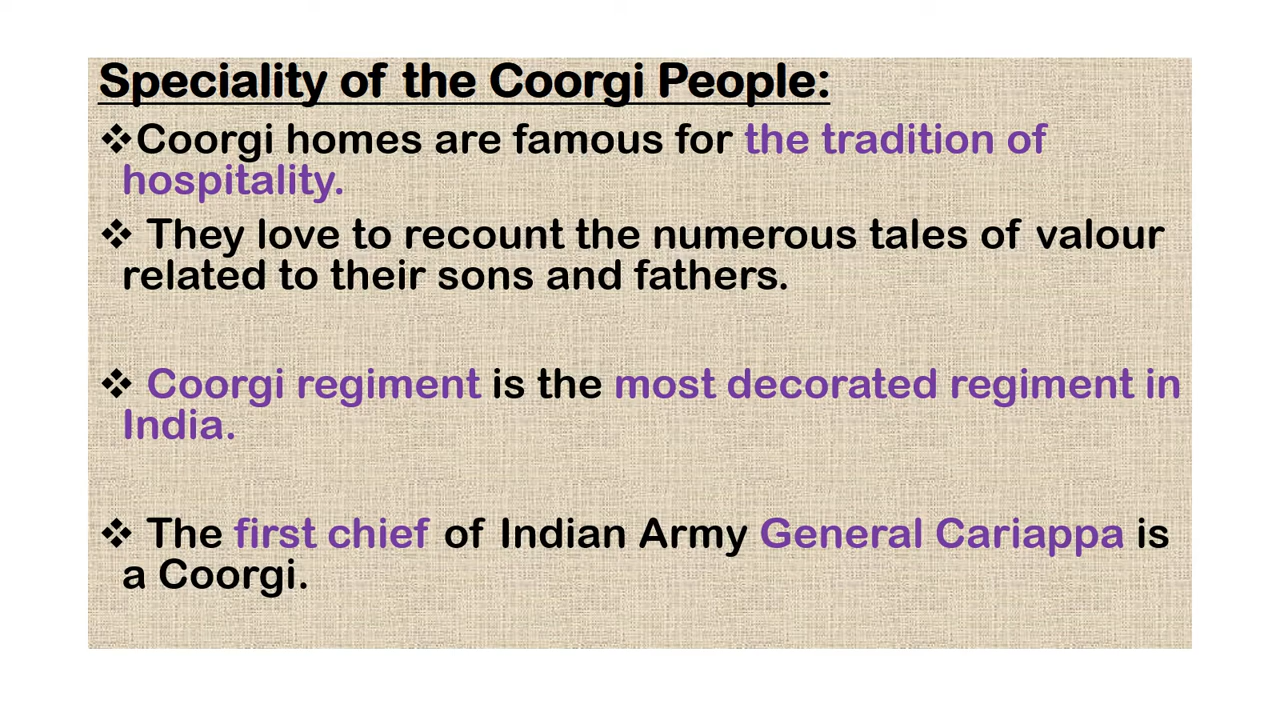 Speciality of the Coorgi People:
❖Coorgi homes are famous for the tradition of
hospitality.
❖ They love to recount the numerous tales of valour
related to their sons and fathers.
❖ Coorgi regiment is the most decorated regiment in
India.
❖ The first chief of Indian Army General Cariappa is
a Coorgi.